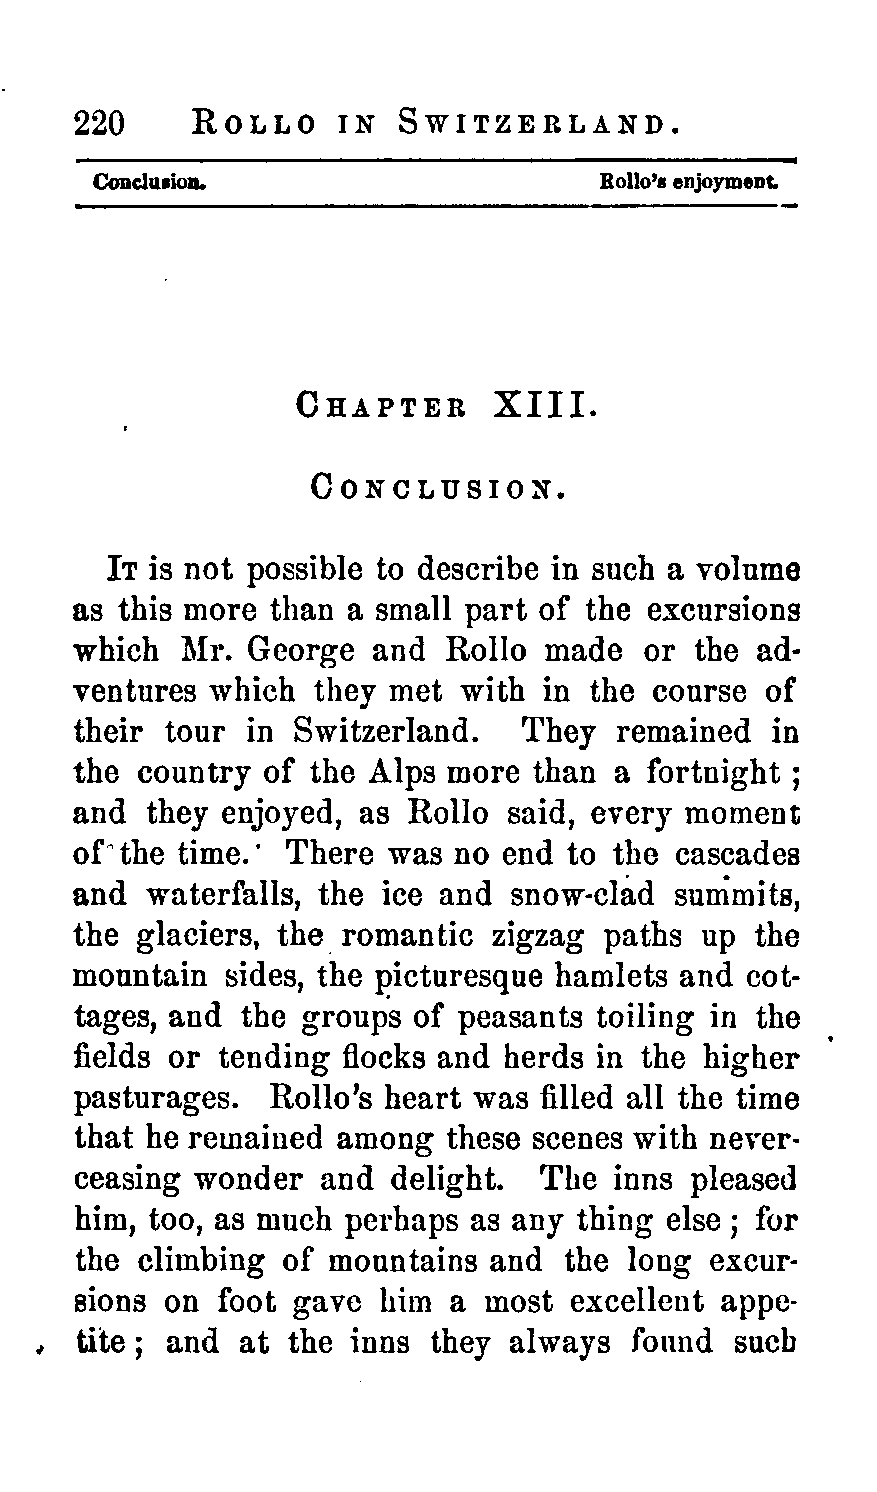 220 ROLLO IN SWITZERLAND.
Conclusion. Rollo's enjoyment.
CHAPTER XIII.
CONCLUSION.
IT is not possible to describe in such a volume
as this more than a small part of the excursions
which Mr. George and Rollo made or the ad-
ventures which they met with in the course of
their tour in Switzerland. They remained in
the country of the Alps more than a fortnight ;
and they enjoyed, as Rollo said, every moment
of the time. There was no end to the cascades
and waterfalls, the ice and snow-clad summits,
the glaciers, the romantic zigzag paths up the
mountain sides, the picturesque hamlets and cot-
tages, and the groups of peasants toiling in the
fields or tending flocks and herds in the higher
pasturages. Rollo's heart was filled all the time
that he remained among these scenes with never-
ceasing wonder and delight. The inns pleased
him, too, as much perhaps as any thing else ; for
the climbing of mountains and the long excur-
sions on foot gave him a most excellent appe-
tite ; and at the inns they always found such